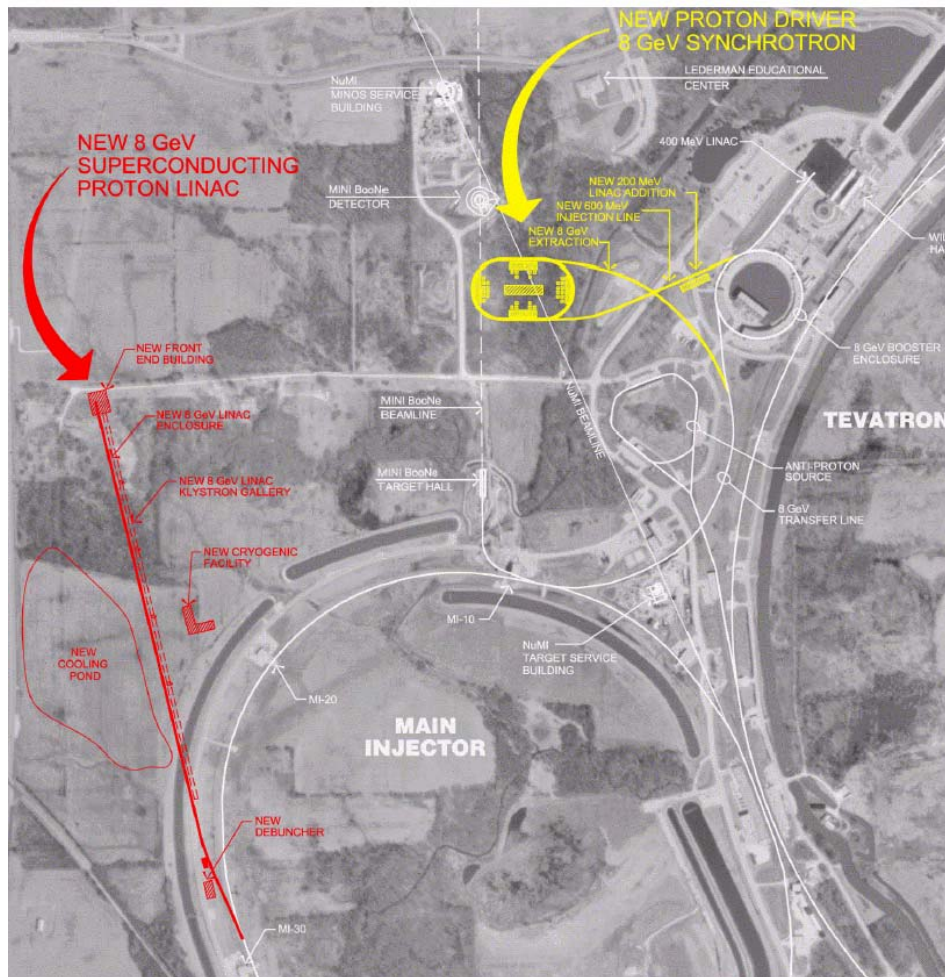 NEW PROTON DRIVER
8 GeV SYNCHROTRON
LEDERMAN EDUCATIONAL
CENTER
NuMI
MINOS SERVICE
BUILDING
NEW 8 GeV
SUPERCONDUCTING
PROTON LINAC
400 MeV LINAC
MINI BooNe
DETECTOR
NEW 200 MeV
LINAC ADDITION
NEW 600 MeV
INJECTION LINE
NEW 8 GeV
EXTRACTION
NEW FRONT
END BUILDING
8 GeV BOOSTER
ENCLOSURE
MINI BooNe
BEAMLINE
NuMI BEAMLINE
NEW 8 GeV LINAC
ENCLOSURE
TEVATRON
MINI BooNe
TARGET HALL
ANTI-PROTON
SOURCE
NEW 8 GeV LINAC
KLYSTRON GALLERY
8 GeV
TRANSFER LINE
NEW CRYOGENIC
FACILITY
MI-10
NuMI
TARGET SERVICE
BUILDING
NEW
COOLING
POND
MI-20
MAIN
INJECTOR
NEW
DEBUNCHER
MI-30